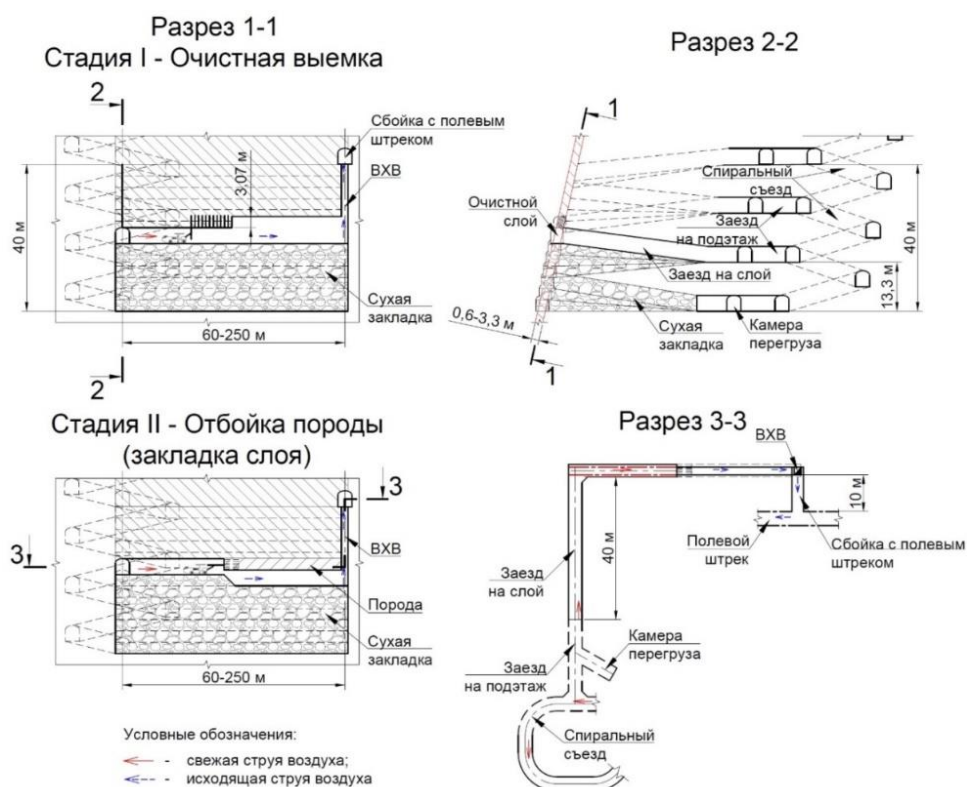 Разрез 1-1
Стадия I - Очистная выемка
2
Сбойка с полевым
штреком
ВХВ
3,07 м
40 м
Сухая
закладка
60-250 м
2
Разрез 2-2
1
Спиральный
съезд
Очистной
слой
Заезд
на подэтаж
Заезд на слой
40 м
13,3 м
0,6-3,3 м
Сухая
закладка
Камера
перегруза
1
Стадия II - Отбойка породы
(закладка слоя)
3
3
ВХВ
Порода
Сухая
закладка
60-250 м
Разрез 3-3
ВХВ
10 м
Полевой
штрек
Сбойка с полевым
штреком
Заезд
на слой
40 м
Камера
перегруза
Заезд
на подэтаж
Спиральный
съезд
Условные обозначения:
- свежая струя воздуха;
- исходящая струя воздуха